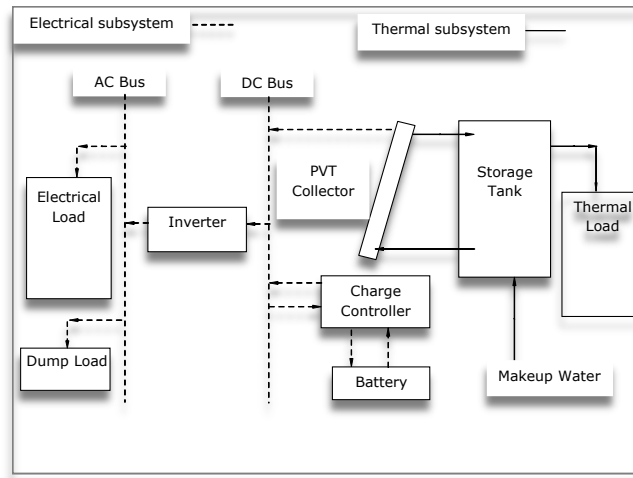 Electrical subsystem
Thermal subsystem
AC Bus
DC Bus
PVT
Collector
Storage
Tank
Electrical
Load
Inverter
Thermal
Load
Charge
Controller
Dump Load
Battery
Makeup Water